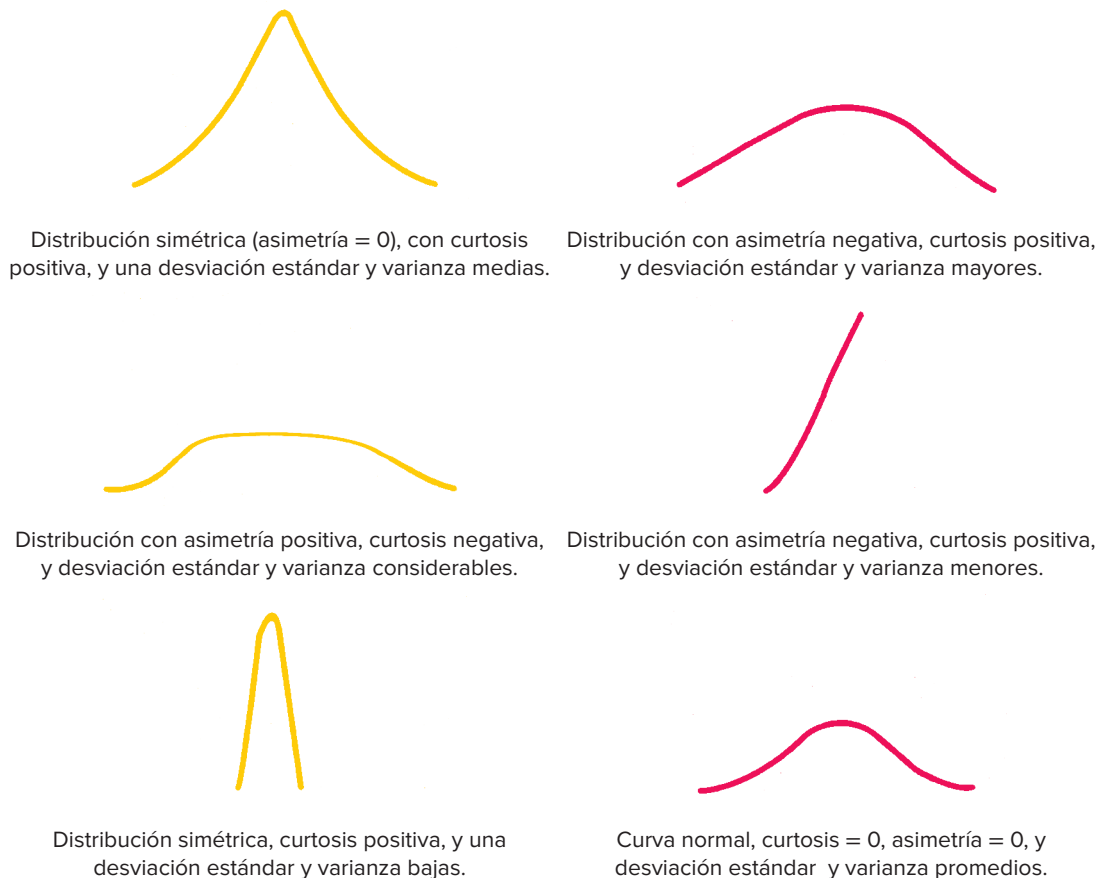 Distribución simétrica (asimetría = 0), con curtosis
positiva, y una desviación estándar y varianza medias.
Distribución con asimetría negativa, curtosis positiva,
y desviación estándar y varianza mayores.
Distribución con asimetría positiva, curtosis negativa,
y desviación estándar y varianza considerables.
Distribución con asimetría negativa, curtosis positiva,
y desviación estándar y varianza menores.
Distribución simétrica, curtosis positiva, y una
desviación estándar y varianza bajas.
Curva normal, curtosis = 0, asimetría = 0, y
desviación estándar y varianza promedios.